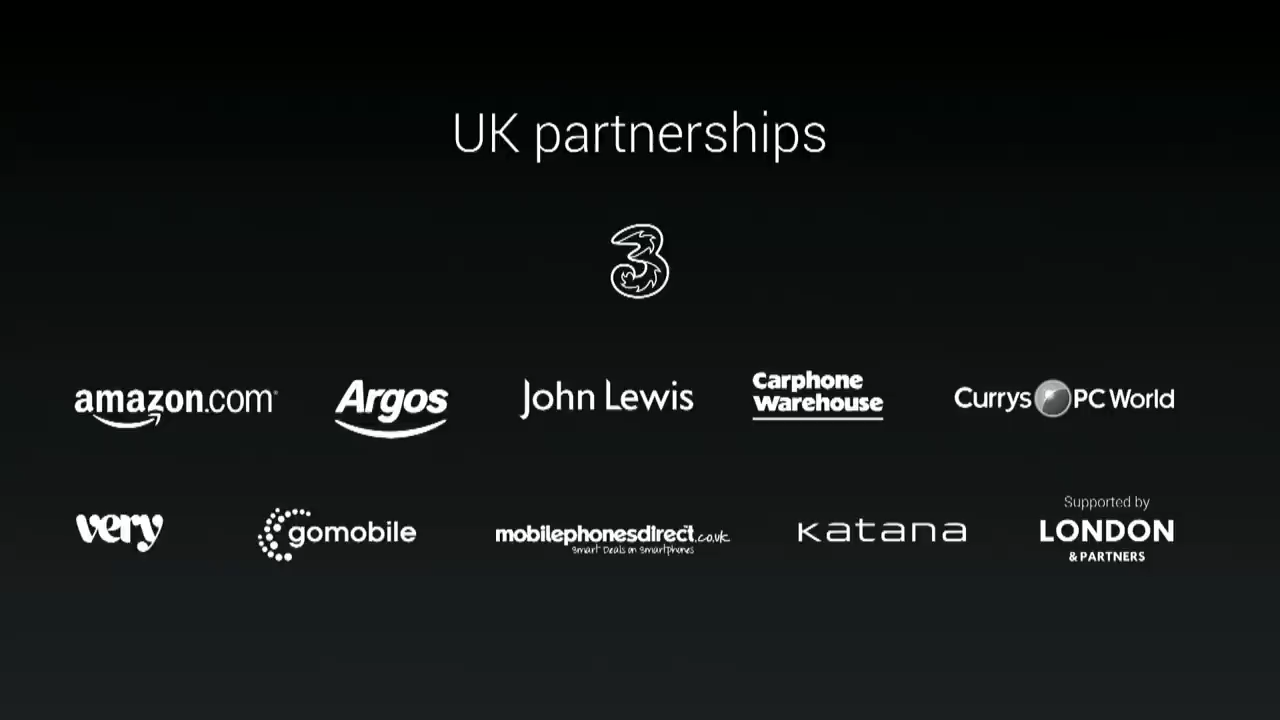 UK partnerships
3
amazon.com
Argos
John Lewis
Carphone
Warehouse
Currys PC World
very
gomobile
mobilephonesdirect.co.uk
Smart Deals on Smartphones
katana
Supported by
LONDON
& PARTNERS